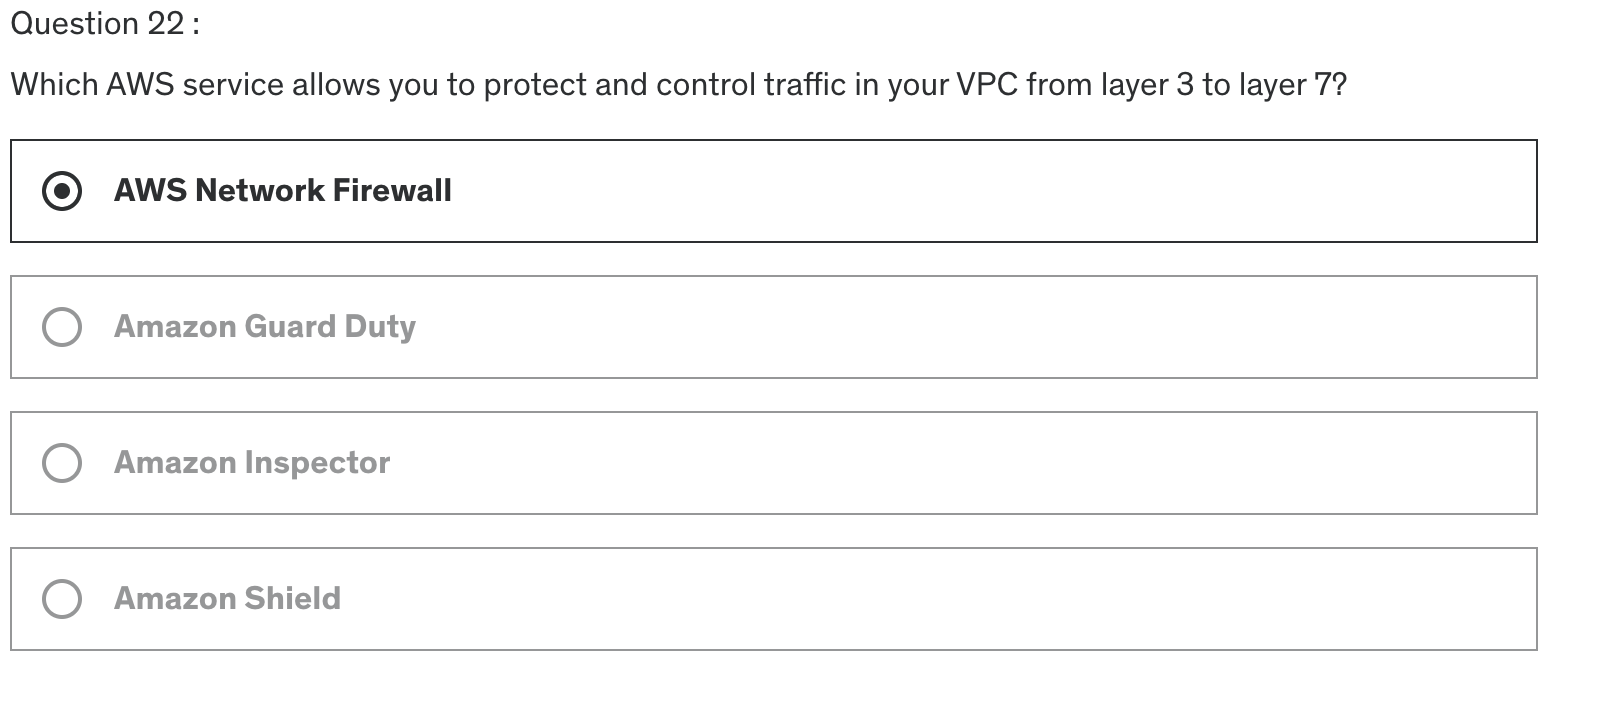 Question 22 :
Which AWS service allows you to protect and control traffic in your VPC from layer 3 to layer 7?
AWS Network Firewall
Amazon Guard Duty
Amazon Inspector
Amazon Shield